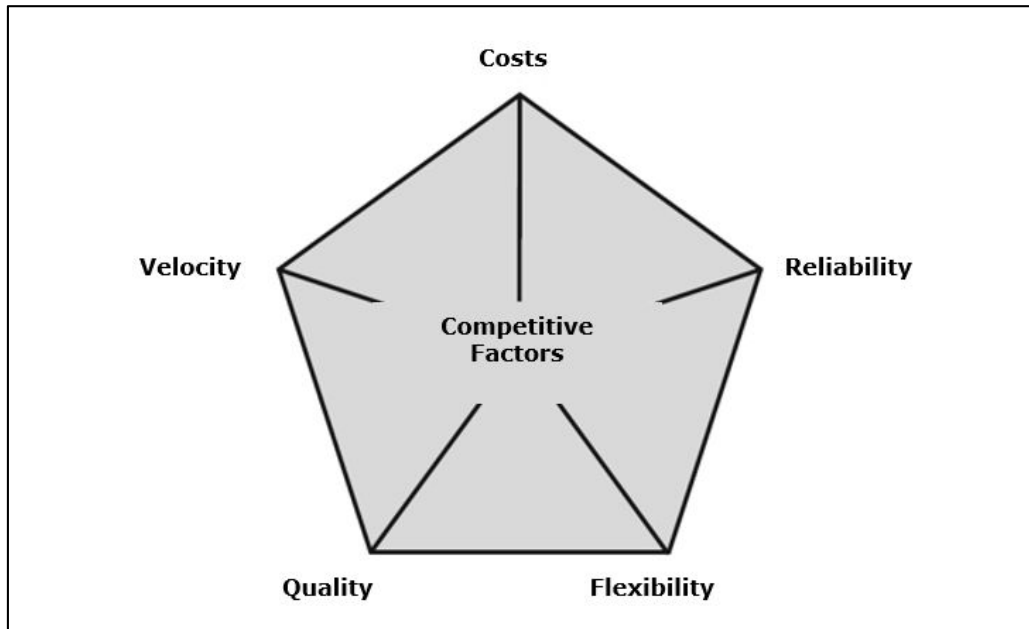 Costs
Velocity
Reliability
Competitive
Factors
Quality
Flexibility